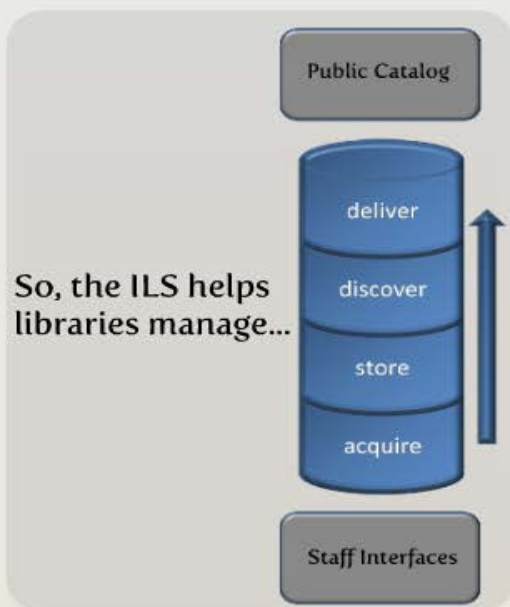 Public Catalog
deliver
discover
So, the ILS helps
libraries manage...
store
acquire
Staff Interfaces